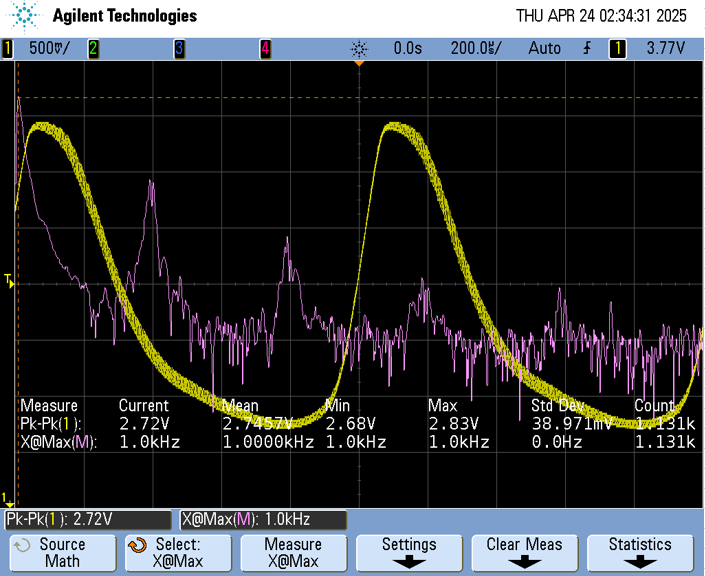 Agilent Technologies THU APR 24 02:34:31 2025
1 500mV/ 2 3 4 0.0s 200.0µs/ Auto 1 3.77V
T
Measure Current Mean Min Max Std Dev Count
Pk-Pk(1): 2.72V 2.7457V 2.68V 2.83V 38.971mV 1.131k
X@Max(M): 1.0kHz 1.0000kHz 1.0kHz 1.0kHz 0.0Hz 1.131k
1
Pk-Pk(1): 2.72V X@Max(M): 1.0kHz
Source Math Select: X@Max Measure X@Max Settings Clear Meas Statistics